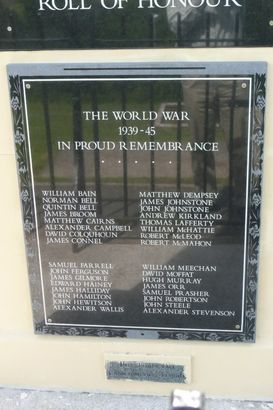 ROLL OF HONOUR
THE WORLD WAR
1939-45
IN PROUD REMEMBRANCE
WILLIAM BAIN
NORMAN BELL
QUINTIN BELL
JAMES BROOM
MATTHEW CAIRNS
ALEXANDER CAMPBELL
DAVID COLQUHOUN
JAMES CONNEL
MATTHEW DEMPSEY
JAMES JOHNSTONE
JOHN JOHNSTONE
ANDREW KIRKLAND
THOMAS LAFFERTY
WILLIAM McHATTIE
ROBERT McLEOD
ROBERT McMAHON
SAMUEL FARRELL
JOHN FERGUSON
JAMES GILMORE
EDWARD HAINEY
JAMES HALLIDAY
JOHN HAMILTON
JOHN HEWITSON
ALEXANDER WALLIS
WILLIAM MEECHAN
DAVID MOFFAT
HUGH MURRAY
JAMES ORR
SAMUEL PRASHER
JOHN ROBERTSON
JOHN STEELE
ALEXANDER STEVENSON